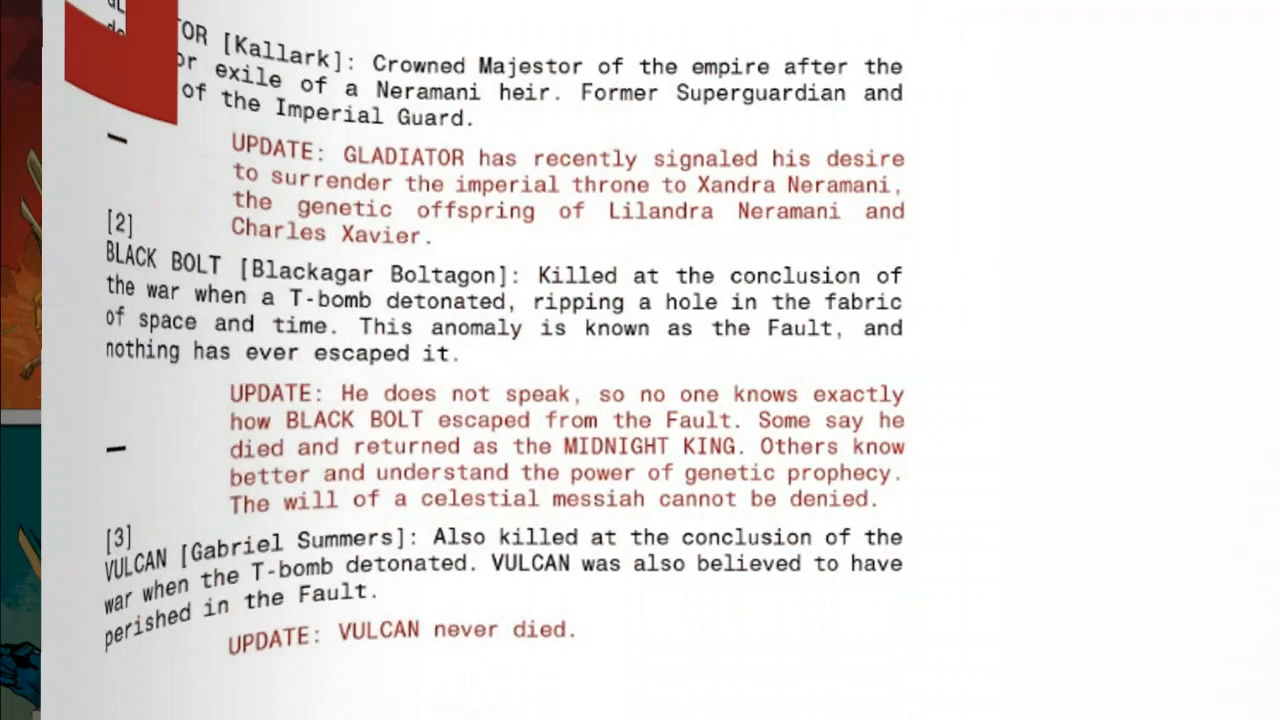 TOR [Kallark]: Crowned Majestor of the empire after the
or exile of a Neramani heir. Former Superguardian and
of the Imperial Guard.
UPDATE: GLADIATOR has recently signaled his desire
to surrender the imperial throne to Xandra Neramani,
the genetic offspring of Lilandra Neramani and
Charles Xavier.
[2]
BLACK BOLT [Blackagar Boltagon]: Killed at the conclusion of
the war when a T-bomb detonated, ripping a hole in the fabric
of space and time. This anomaly is known as the Fault, and
nothing has ever escaped it.
UPDATE: He does not speak, so no one knows exactly
how BLACK BOLT escaped from the Fault. Some say he
died and returned as the MIDNIGHT KING. Others know
better and understand the power of genetic prophecy.
The will of a celestial messiah cannot be denied.
[3]
VULCAN [Gabriel Summers]: Also killed at the conclusion of the
war when the T-bomb detonated. VULCAN was also believed to have
perished in the Fault.
UPDATE: VULCAN never died.